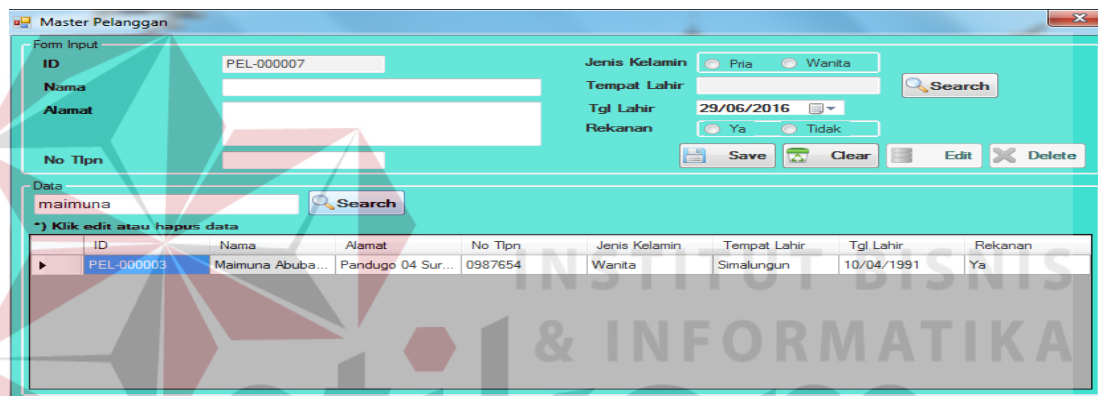 Master Pelanggan
Form Input
ID PEL-000007
Nama
Alamat
No Tlpn
Jenis Kelamin Pria Wanita
Tempat Lahir Search
Tgl Lahir 29/06/2016
Rekanan Ya Tidak
Save Clear Edit Delete
Data
maimuna Search
*) Klik edit atau hapus data
ID Nama Alamat No Tlpn Jenis Kelamin Tempat Lahir Tgl Lahir Rekanan
PEL-000003 Maimuna Abuba... Pandugo 04 Sur... 0987654 Wanita Simalungun 10/04/1991 Ya
INSTITUT BISNIS
& INFORMATIKA